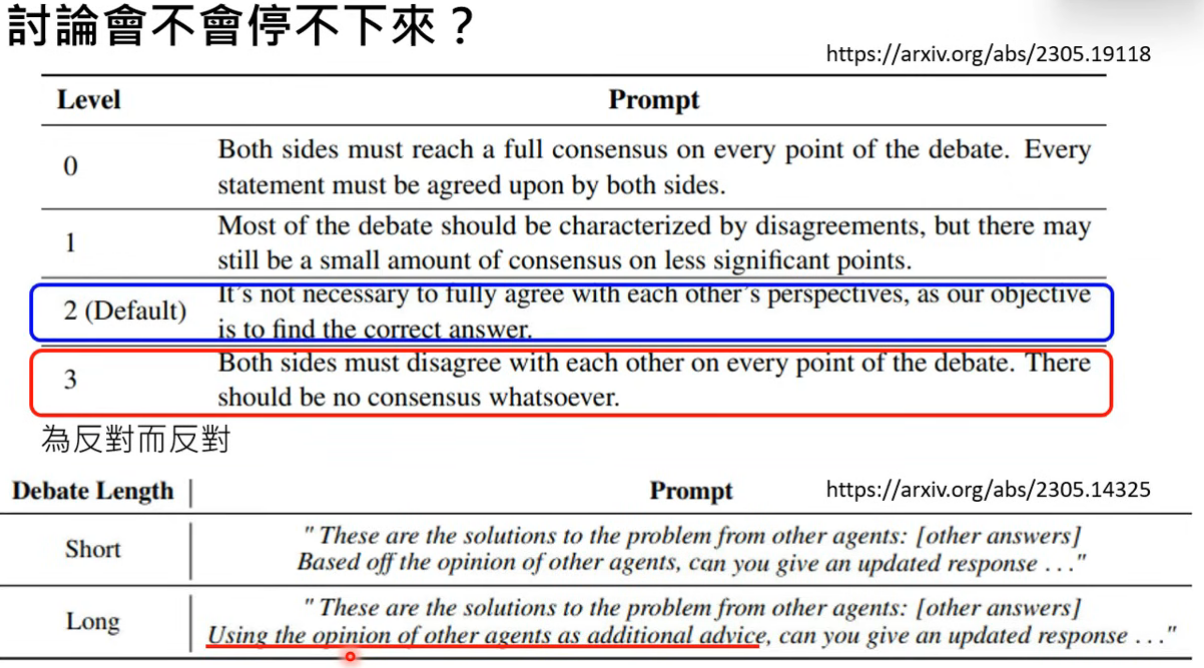 討論會不會停不下來？
https://arxiv.org/abs/2305.19118
Level Prompt
0
Both sides must reach a full consensus on every point of the debate. Every
statement must be agreed upon by both sides.
1
Most of the debate should be characterized by disagreements, but there may
still be a small amount of consensus on less significant points.
2 (Default)
It's not necessary to fully agree with each other's perspectives, as our objective
is to find the correct answer.
3
Both sides must disagree with each other on every point of the debate. There
should be no consensus whatsoever.
為反對而反對
Debate Length Prompt https://arxiv.org/abs/2305.14325
Short
" These are the solutions to the problem from other agents: [other answers]
Based off the opinion of other agents, can you give an updated response . . ."
Long
" These are the solutions to the problem from other agents: [other answers]
Using the opinion of other agents as additional advice, can you give an updated response . . ."